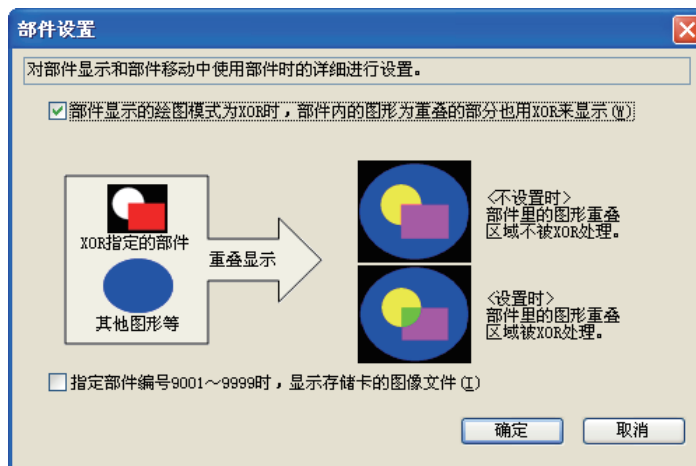 部件设置
对部件显示和部件移动中使用部件时的详细进行设置。
部件显示的绘图模式为XOR时，部件内的图形为重叠的部分也用XOR来显示(W)
XOR指定的部件
其他图形等
重叠显示
<不设置时>
部件里的图形重叠
区域不被XOR处理。
<设置时>
部件里的图形重叠
区域被XOR处理。
指定部件编号9001～9999时，显示存储卡的图像文件(I)
确定
取消